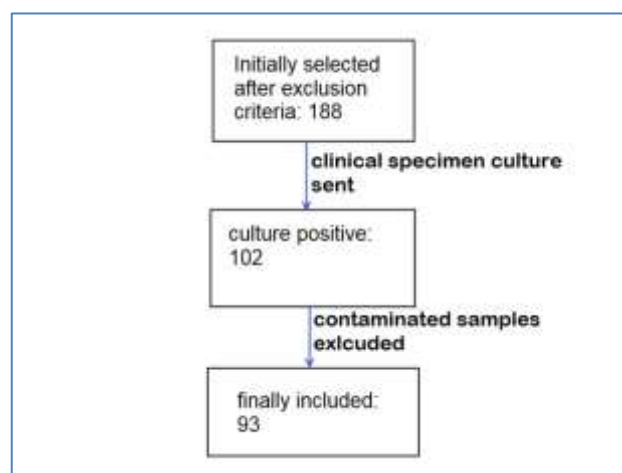 Initially selected
after exclusion
criteria: 188
clinical specimen culture
sent
culture positive:
102
contaminated samples
exlcuded
finally included:
93